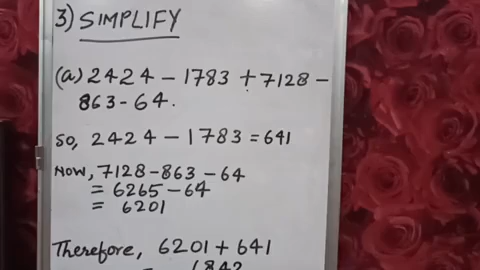 3) SIMPLIFY
(a) 2424 - 1783 + 7128 -
863 - 64.
so, 2424 - 1783 = 641
Now, 7128 - 863 - 64
= 6265 - 64
= 6201
Therefore, 6201 + 641
= 6842